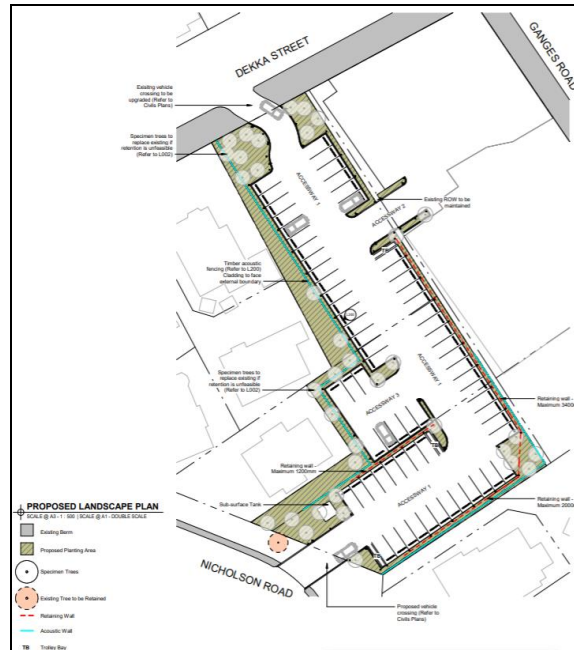 DEKKA STREET
GANGES ROAD
Existing vehicle
crossing to be
upgraded (Refer to
Civils Plans)
Specimen trees to
replace existing if
retention is unfeasible
(Refer to L002)
ACCESSWAY 1
Existing ROW to be
maintained
ACCESSWAY 2
TB
Timber acoustic
fencing (Refer to L200)
Cladding to face
external boundary
Specimen trees to
replace existing if
retention is unfeasible
(Refer to L002)
ACCESSWAY 1
ACCESSWAY 3
Retaining wall -
Maximum 3400
TB
Retaining wall -
Maximum 1200mm
ACCESSWAY 1
Sub-surface Tank
Retaining wall -
Maximum 2000
TB
NICHOLSON ROAD
Proposed vehicle
crossing (Refer to
Civils Plans)
PROPOSED LANDSCAPE PLAN
SCALE @ A3 - 1 : 500 | SCALE @ A1 - DOUBLE SCALE
Existing Berm
Proposed Planting Area
Specimen Trees
Existing Tree to be Retained
Retaining Wall
Acoustic Wall
TB Trolley Bay